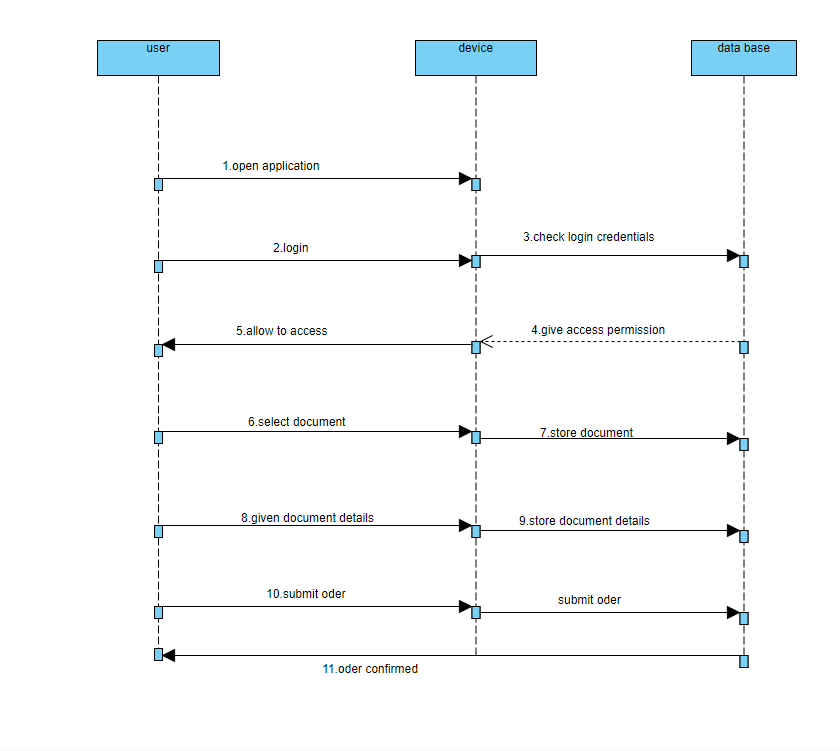 user
device
data base
1.open application
2.login
3.check login credentials
4.give access permission
5.allow to access
6.select document
7.store document
8.given document details
9.store document details
10.submit oder
submit oder
11.oder confirmed